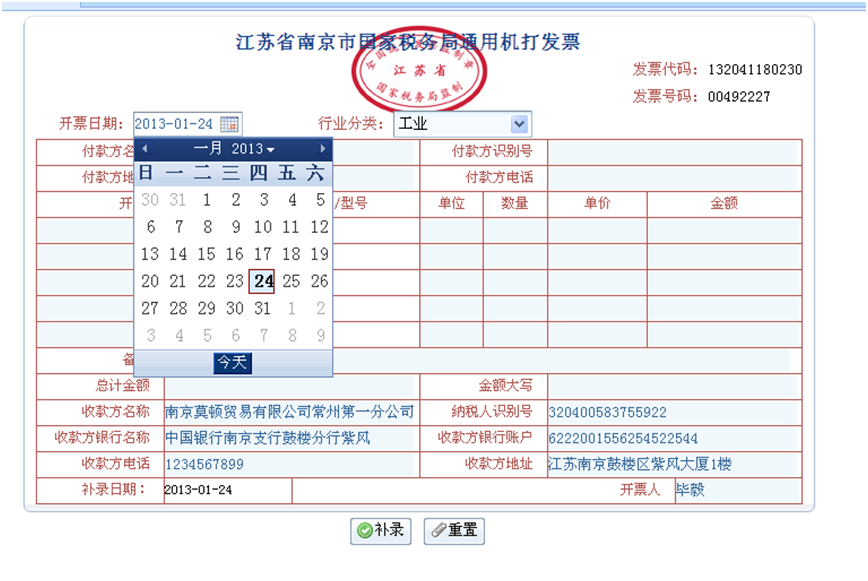 江苏省南京市国家税务局通用机打发票
全国统一发票监制章
江苏省
国家税务局监制
发票代码: 132041180230
发票号码: 00492227
开票日期: 2013-01-24 行业分类: 工业
一月 2013
日 一 二 三 四 五 六
30 31 1 2 3 4 5
6 7 8 9 10 11 12
13 14 15 16 17 18 19
20 21 22 23 24 25 26
27 28 29 30 31 1 2
3 4 5 6 7 8 9
今天
付款方名 付款方识别号
付款方地 付款方电话
开 /型号 单位 数量 单价 金额
备
总计金额 金额大写
收款方名称 南京莫顿贸易有限公司常州第一分公司 纳税人识别号 320400583755922
收款方银行名称 中国银行南京支行鼓楼分行紫风 收款方银行账户 6222001556254522544
收款方电话 1234567899 收款方地址 江苏南京鼓楼区紫风大厦1楼
补录日期: 2013-01-24 开票人 毕毅
补录 重置